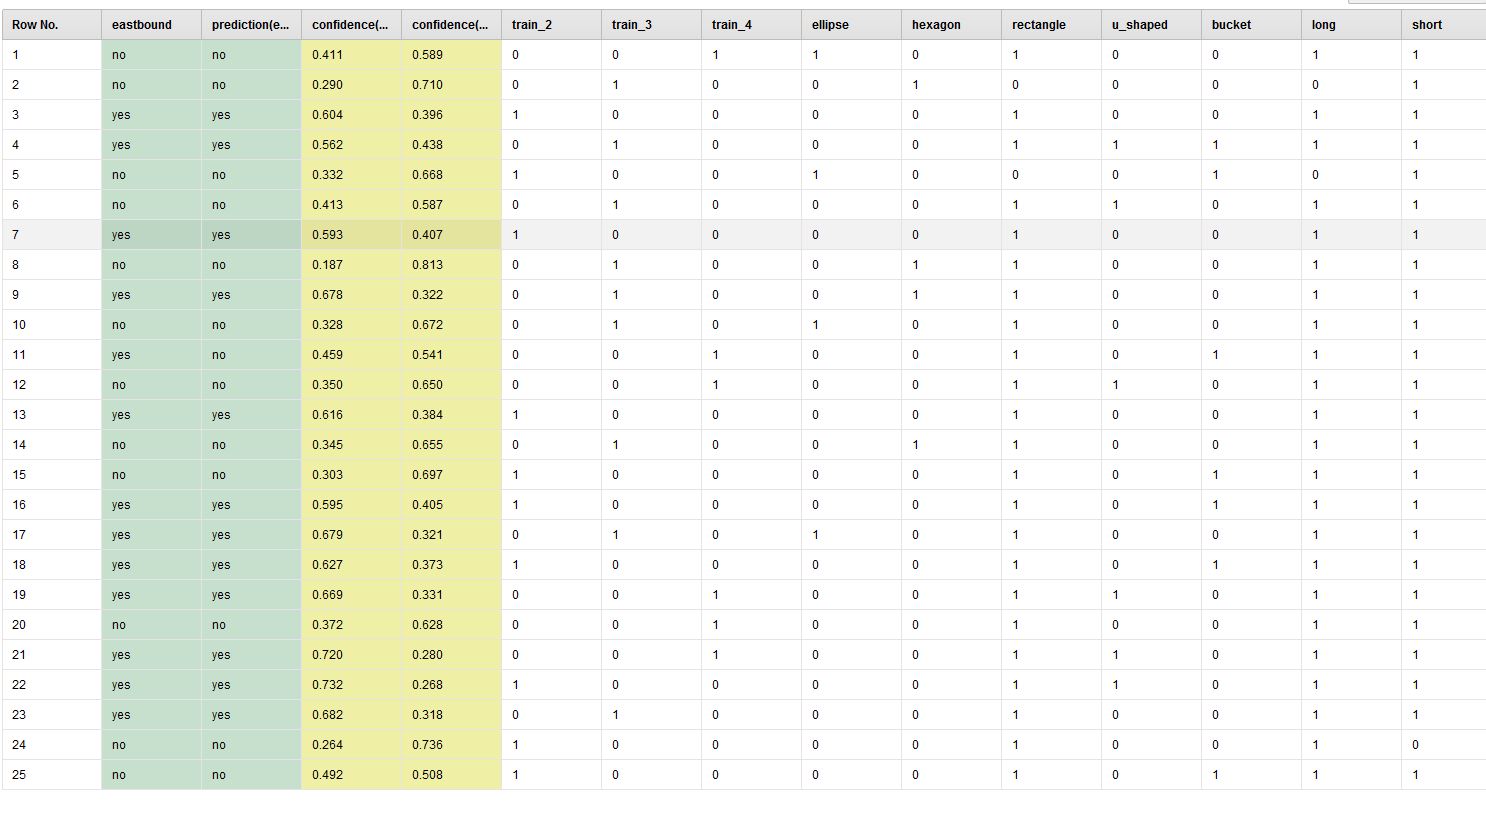 Row No. eastbound prediction(e... confidence(... confidence(... train_2 train_3 train_4 ellipse hexagon rectangle u_shaped bucket long short
1 no no 0.411 0.589 0 0 1 1 0 1 0 0 1 1
2 no no 0.290 0.710 0 1 0 0 1 0 0 0 0 1
3 yes yes 0.604 0.396 1 0 0 0 0 1 0 0 1 1
4 yes yes 0.562 0.438 0 1 0 0 0 1 1 1 1 1
5 no no 0.332 0.668 1 0 0 1 0 0 0 1 0 1
6 no no 0.413 0.587 0 1 0 0 0 1 1 0 1 1
7 yes yes 0.593 0.407 1 0 0 0 0 1 0 0 1 1
8 no no 0.187 0.813 0 1 0 0 1 1 0 0 1 1
9 yes yes 0.678 0.322 0 1 0 0 1 1 0 0 1 1
10 no no 0.328 0.672 0 1 0 1 0 1 0 0 1 1
11 yes no 0.459 0.541 0 0 1 0 0 1 0 1 1 1
12 no no 0.350 0.650 0 0 1 0 0 1 1 0 1 1
13 yes yes 0.616 0.384 1 0 0 0 0 1 0 0 1 1
14 no no 0.345 0.655 0 1 0 0 1 1 0 0 1 1
15 no no 0.303 0.697 1 0 0 0 0 1 0 1 1 1
16 yes yes 0.595 0.405 1 0 0 0 0 1 0 1 1 1
17 yes yes 0.679 0.321 0 1 0 1 0 1 0 0 1 1
18 yes yes 0.627 0.373 1 0 0 0 0 1 0 1 1 1
19 yes yes 0.669 0.331 0 0 1 0 0 1 1 0 1 1
20 no no 0.372 0.628 0 0 1 0 0 1 0 0 1 1
21 yes yes 0.720 0.280 0 0 1 0 0 1 1 0 1 1
22 yes yes 0.732 0.268 1 0 0 0 0 1 1 0 1 1
23 yes yes 0.682 0.318 0 1 0 0 0 1 0 0 1 1
24 no no 0.264 0.736 1 0 0 0 0 1 0 0 1 0
25 no no 0.492 0.508 1 0 0 0 0 1 0 1 1 1